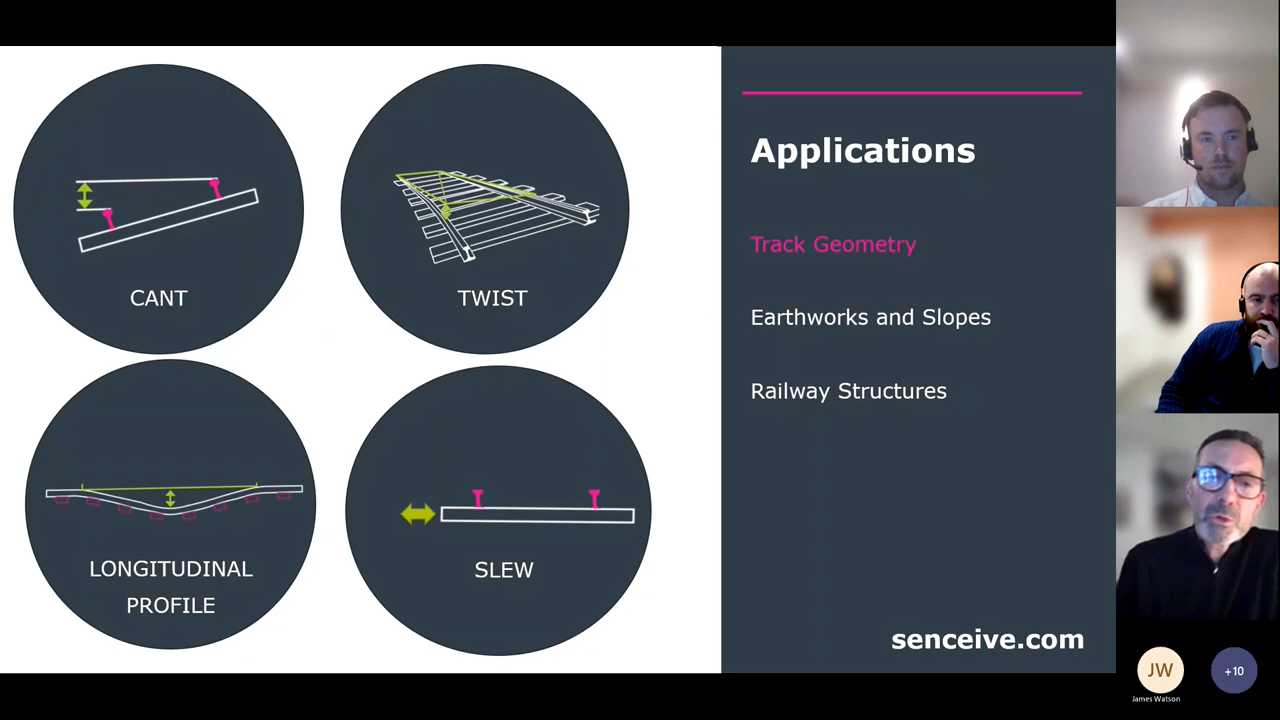 CANT
TWIST
LONGITUDINAL
PROFILE
SLEW
Applications
Track Geometry
Earthworks and Slopes
Railway Structures
senceive.com
JW
James Watson
+10